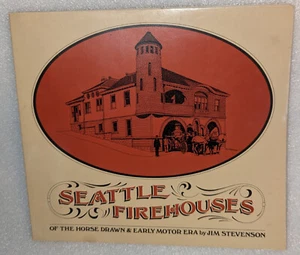 SEATTLE
FIREHOUSES
OF THE HORSE DRAWN & EARLY MOTOR ERA by JIM STEVENSON